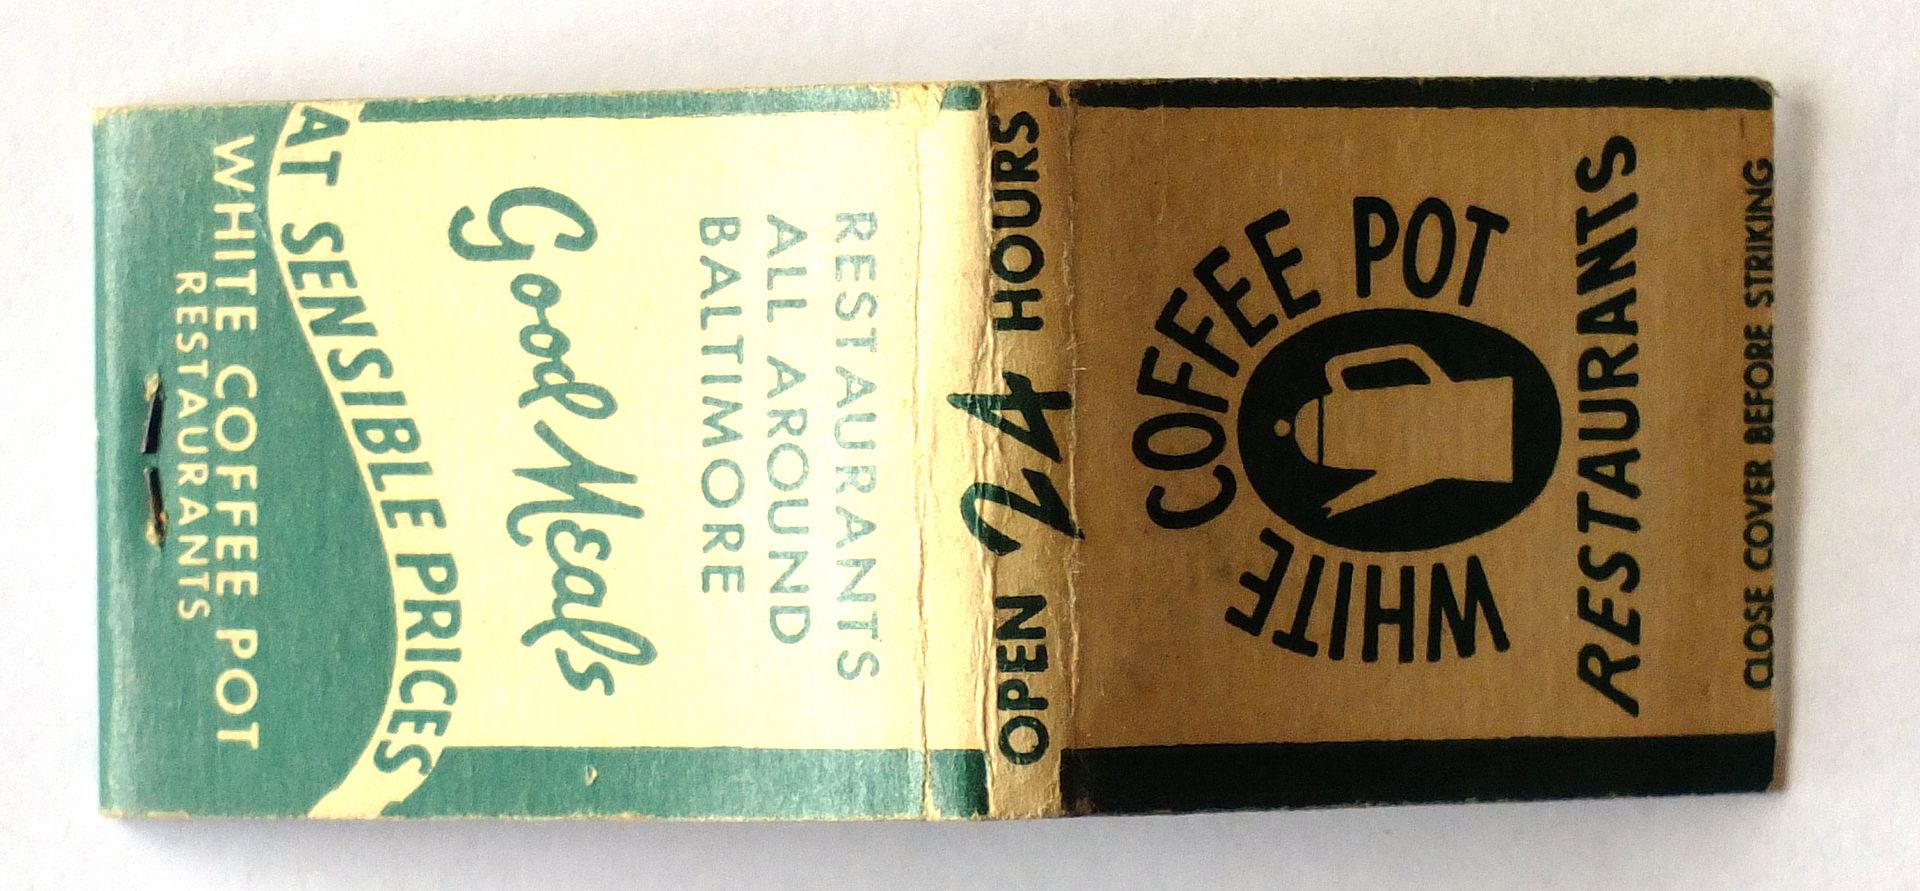 WHITE COFFEE POT
RESTAURANTS
CLOSE COVER BEFORE STRIKING
OPEN 24 HOURS
RESTAURANTS
ALL AROUND
BALTIMORE
Good Meals
AT SENSIBLE PRICES
WHITE COFFEE POT
RESTAURANTS